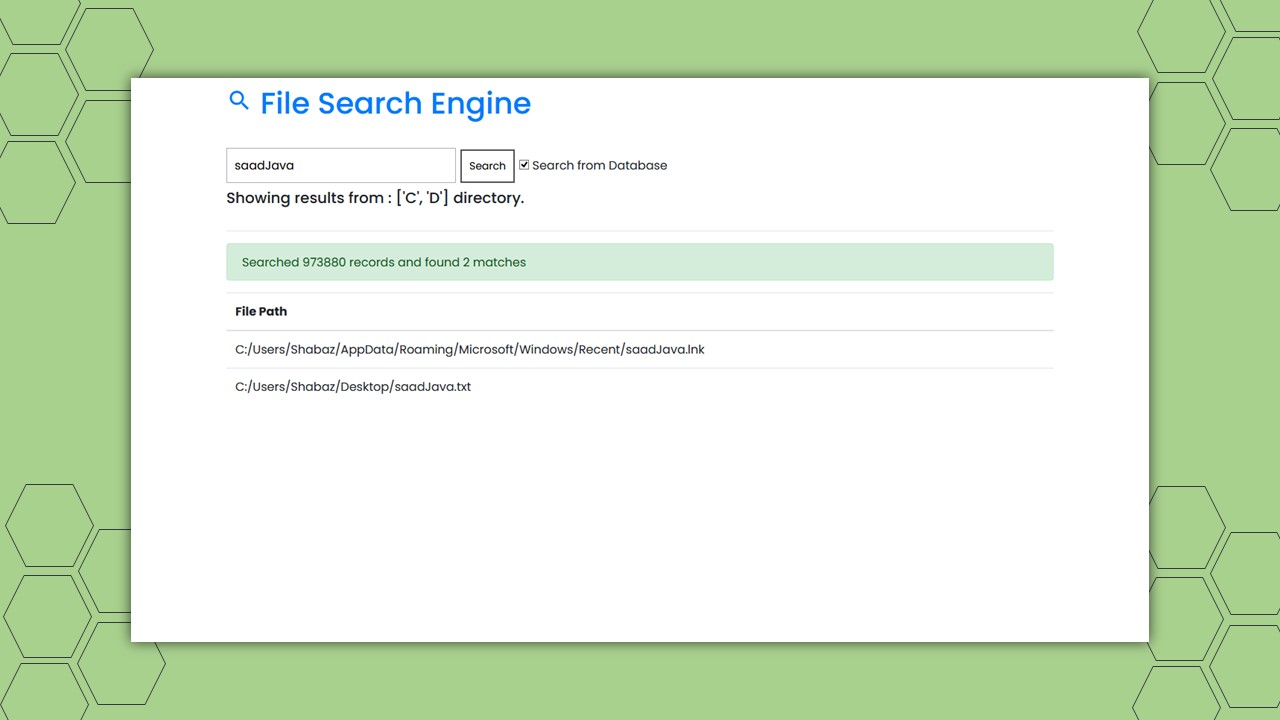 File Search Engine
saadJava Search Search from Database
Showing results from : ['C', 'D'] directory.
Searched 973880 records and found 2 matches
File Path
C:/Users/Shabaz/AppData/Roaming/Microsoft/Windows/Recent/saadJava.lnk
C:/Users/Shabaz/Desktop/saadJava.txt